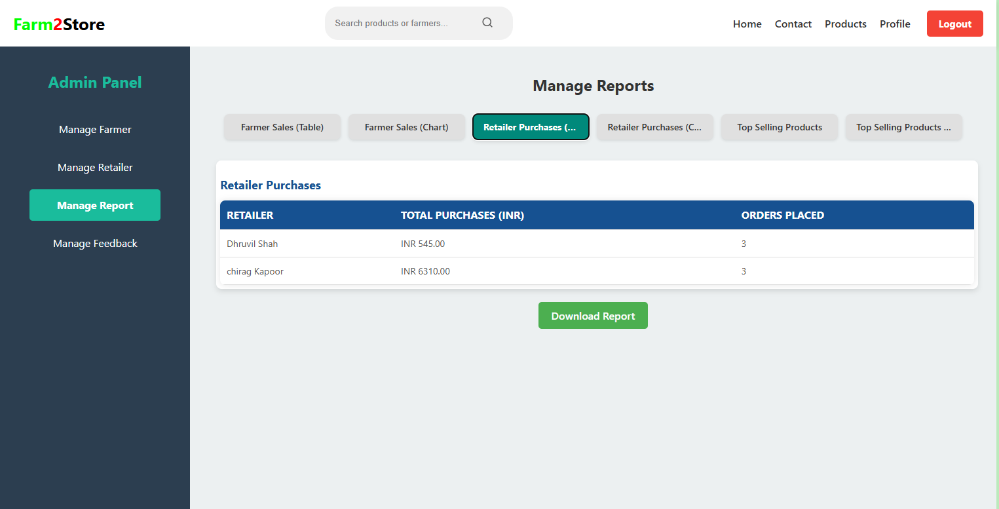 Farm2Store
Search products or farmers...
Home Contact Products Profile Logout
Admin Panel
Manage Farmer
Manage Retailer
Manage Report
Manage Feedback
Manage Reports
Farmer Sales (Table) Farmer Sales (Chart) Retailer Purchases (... Retailer Purchases (C... Top Selling Products Top Selling Products ...
Retailer Purchases
RETAILER TOTAL PURCHASES (INR) ORDERS PLACED
Dhruvil Shah INR 545.00 3
chirag Kapoor INR 6310.00 3
Download Report